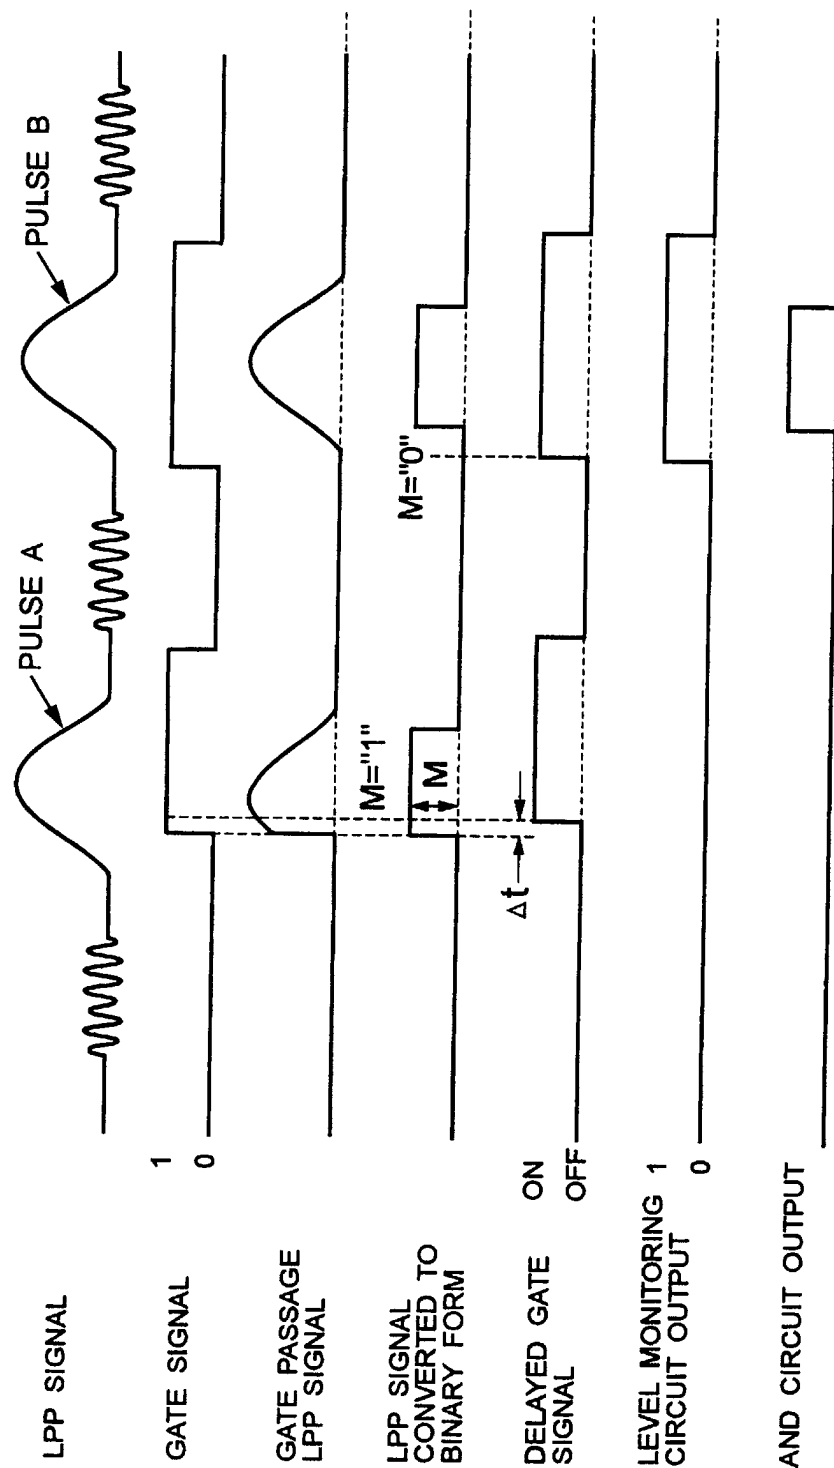 PULSE A
PULSE B
LPP SIGNAL
GATE SIGNAL
1
0
GATE PASSAGE
LPP SIGNAL
LPP SIGNAL
CONVERTED TO
BINARY FORM
M="1"
M
M="0"
Δt
DELAYED GATE
SIGNAL
ON
OFF
LEVEL MONITORING
CIRCUIT OUTPUT
1
0
AND CIRCUIT OUTPUT